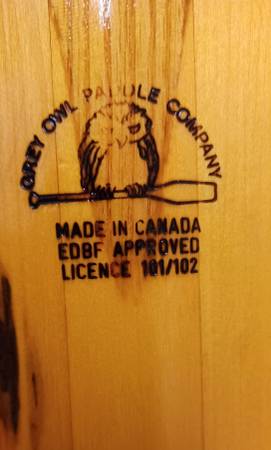 GREY OWL PADDLE COMPANY
MADE IN CANADA
EDBF APPROVED
LICENCE 101/102